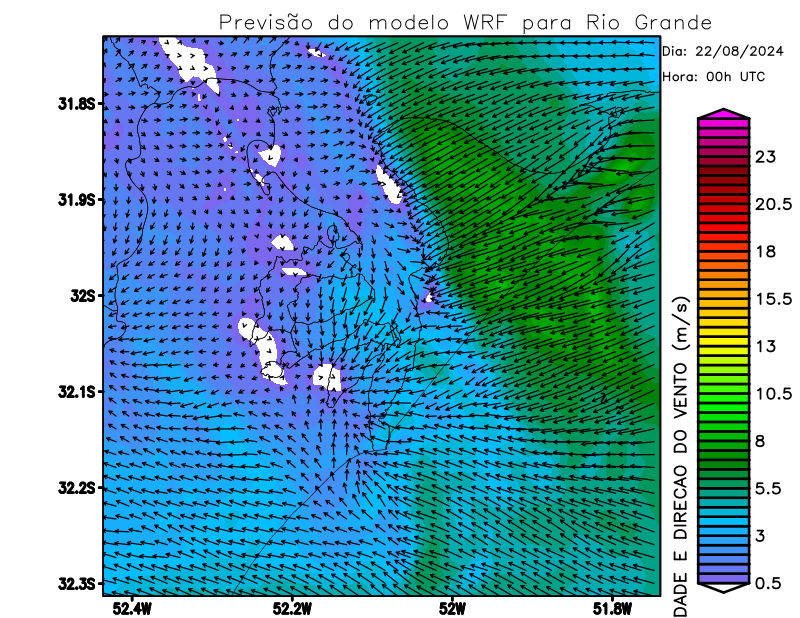 Previsão do modelo WRF para Rio Grande
Dia: 22/08/2024
Hora: 00h UTC
31.8S
31.9S
32S
32.1S
32.2S
32.3S
52.4W
52.2W
52W
51.8W
23
20.5
18
15.5
13
10.5
8
5.5
3
0.5
DADE E DIRECAO DO VENTO (m/s)